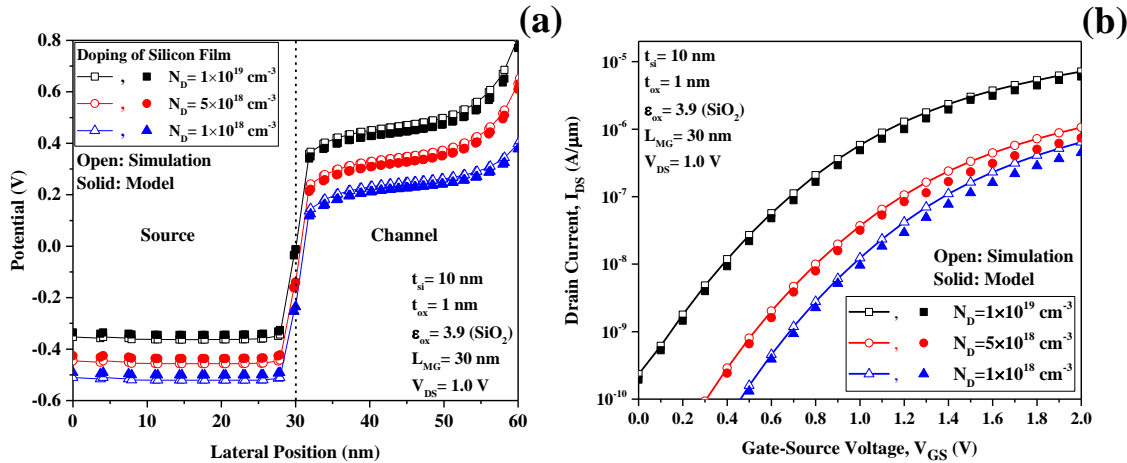 (a)
Potential (V)
0.8
0.6
0.4
0.2
0.0
-0.2
-0.4
-0.6
Doping of Silicon Film
, N_D= 1×10^19 cm^-3
, N_D= 5×10^18 cm^-3
, N_D= 1×10^18 cm^-3
Open: Simulation
Solid: Model
Source
Channel
t_si= 10 nm
t_ox= 1 nm
ε_ox= 3.9 (SiO_2)
L_MG= 30 nm
V_DS= 1.0 V
0 10 20 30 40 50 60
Lateral Position (nm)
(b)
Drain Current, I_DS (A/μm)
10^-5
10^-6
10^-7
10^-8
10^-9
10^-10
t_si= 10 nm
t_ox= 1 nm
ε_ox= 3.9 (SiO_2)
L_MG= 30 nm
V_DS= 1.0 V
Open: Simulation
Solid: Model
, N_D=1×10^19 cm^-3
, N_D=5×10^18 cm^-3
, N_D=1×10^18 cm^-3
0.0 0.2 0.4 0.6 0.8 1.0 1.2 1.4 1.6 1.8 2.0
Gate-Source Voltage, V_GS (V)